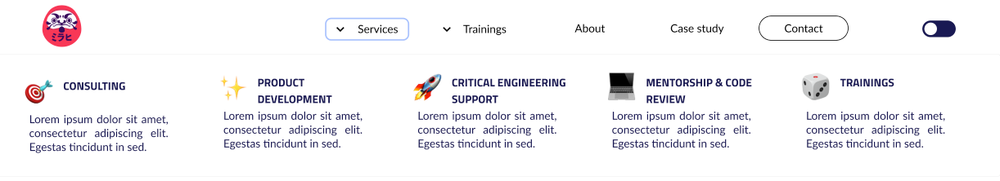 ミラヒ
Services
Trainings
About
Case study
Contact
CONSULTING
Lorem ipsum dolor sit amet,
consectetur adipiscing elit.
Egestas tincidunt in sed.
PRODUCT
DEVELOPMENT
Lorem ipsum dolor sit amet,
consectetur adipiscing elit.
Egestas tincidunt in sed.
CRITICAL ENGINEERING
SUPPORT
Lorem ipsum dolor sit amet,
consectetur adipiscing elit.
Egestas tincidunt in sed.
MENTORSHIP & CODE
REVIEW
Lorem ipsum dolor sit amet,
consectetur adipiscing elit.
Egestas tincidunt in sed.
TRAININGS
Lorem ipsum dolor sit amet,
consectetur adipiscing elit.
Egestas tincidunt in sed.